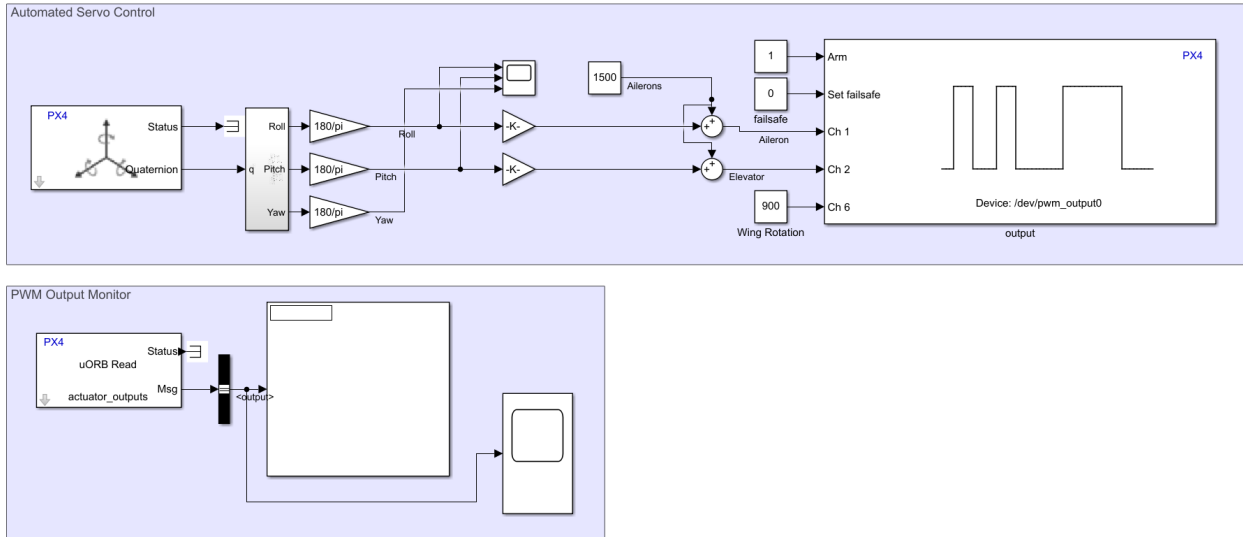 Automated Servo Control
PX4
Status
Quaternion
q
Roll
Pitch
Yaw
180/pi
Roll
180/pi
Pitch
180/pi
Yaw
-K-
-K-
1500
Ailerons
+
+
Aileron
+
+
Elevator
1
0
failsafe
900
Wing Rotation
PX4
Arm
Set failsafe
Ch 1
Ch 2
Ch 6
Device: /dev/pwm_output0
output
PWM Output Monitor
PX4
Status
uORB Read
Msg
actuator_outputs
<output>